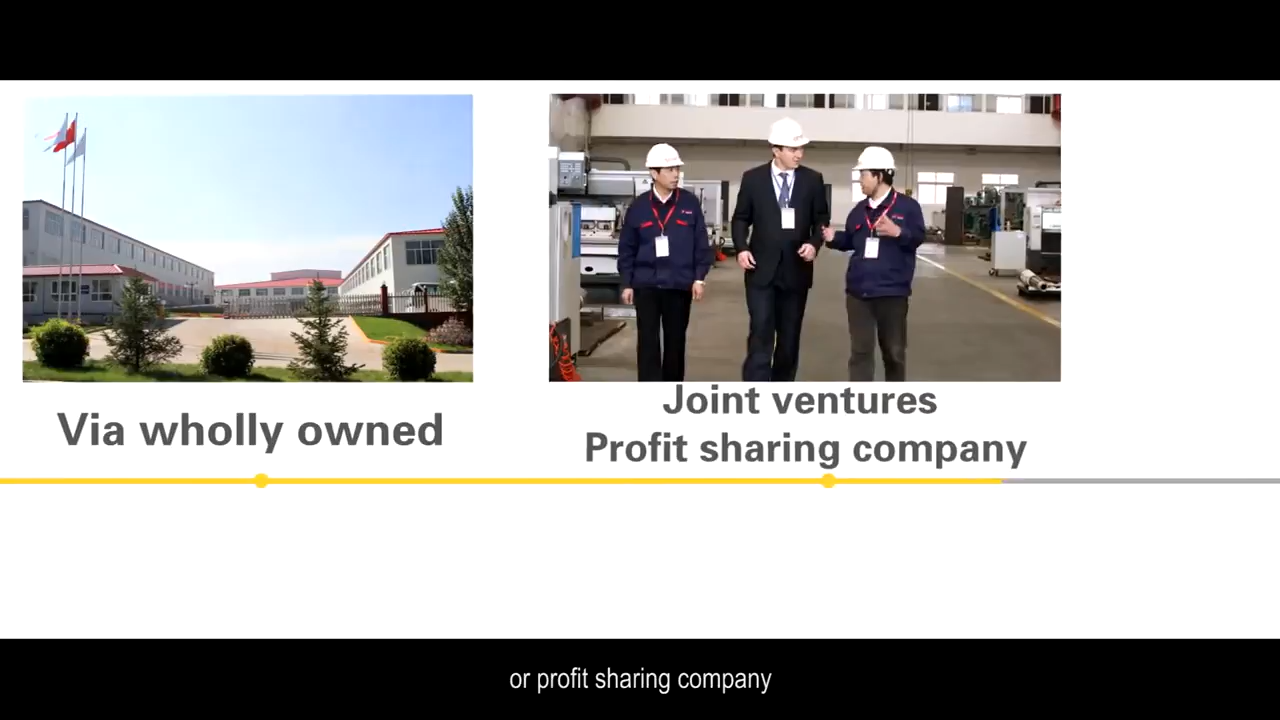 Via wholly owned
Joint ventures
Profit sharing company
or profit sharing company